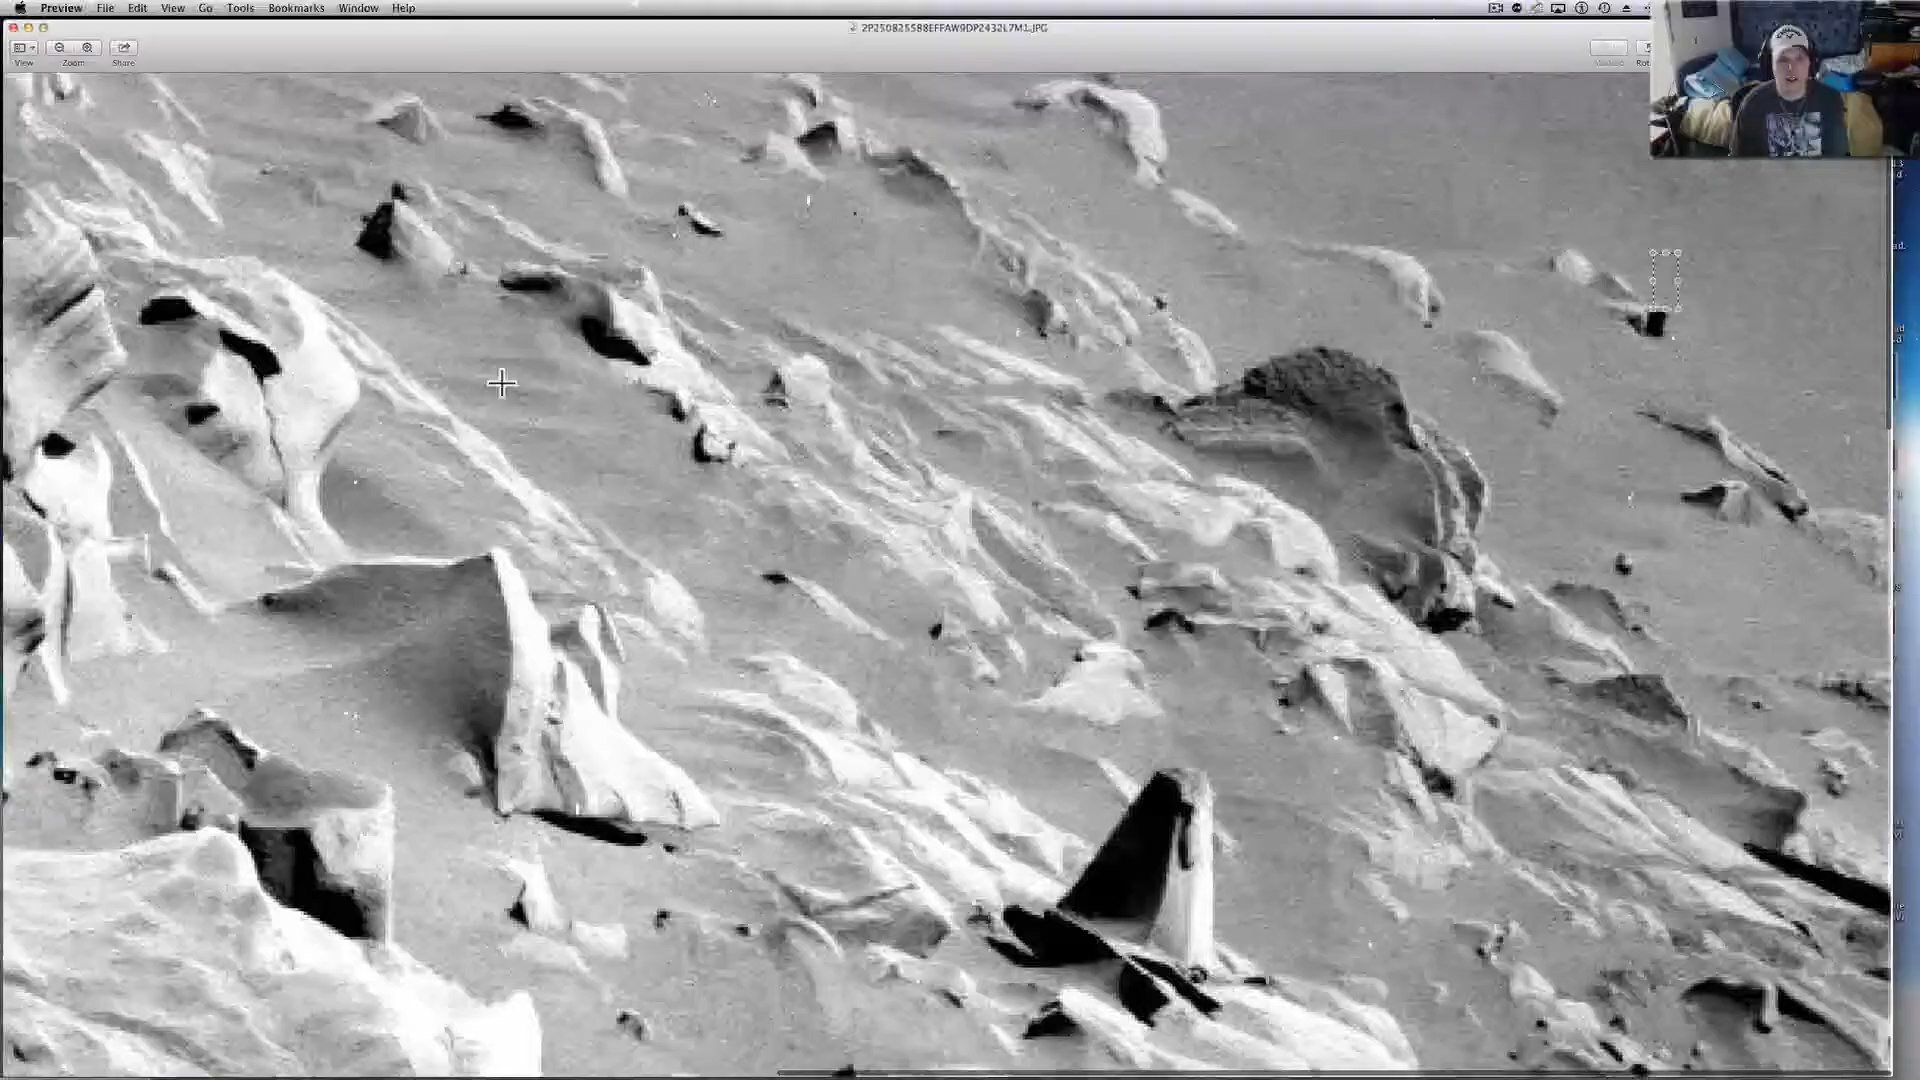 Preview File Edit View Go Tools Bookmarks Window Help
2P250825588EFFAW9DP2432L7M1.JPG
View Zoom Share